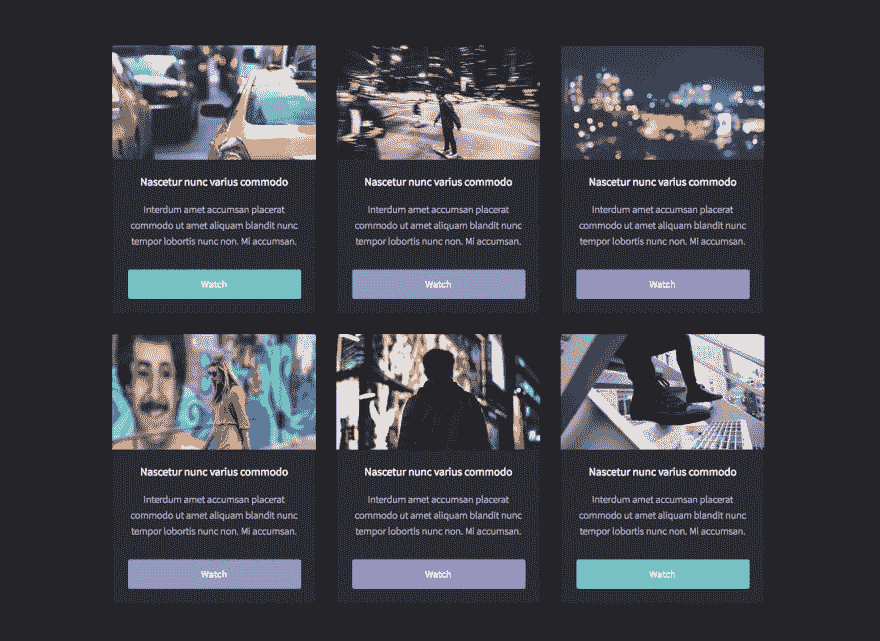 Nascetur nunc varius commodo
Interdum amet accumsan placerat
commodo ut amet aliquam blandit nunc
tempor lobortis nunc non. Mi accumsan.
Watch
Nascetur nunc varius commodo
Interdum amet accumsan placerat
commodo ut amet aliquam blandit nunc
tempor lobortis nunc non. Mi accumsan.
Watch
Nascetur nunc varius commodo
Interdum amet accumsan placerat
commodo ut amet aliquam blandit nunc
tempor lobortis nunc non. Mi accumsan.
Watch
Nascetur nunc varius commodo
Interdum amet accumsan placerat
commodo ut amet aliquam blandit nunc
tempor lobortis nunc non. Mi accumsan.
Watch
Nascetur nunc varius commodo
Interdum amet accumsan placerat
commodo ut amet aliquam blandit nunc
tempor lobortis nunc non. Mi accumsan.
Watch
Nascetur nunc varius commodo
Interdum amet accumsan placerat
commodo ut amet aliquam blandit nunc
tempor lobortis nunc non. Mi accumsan.
Watch